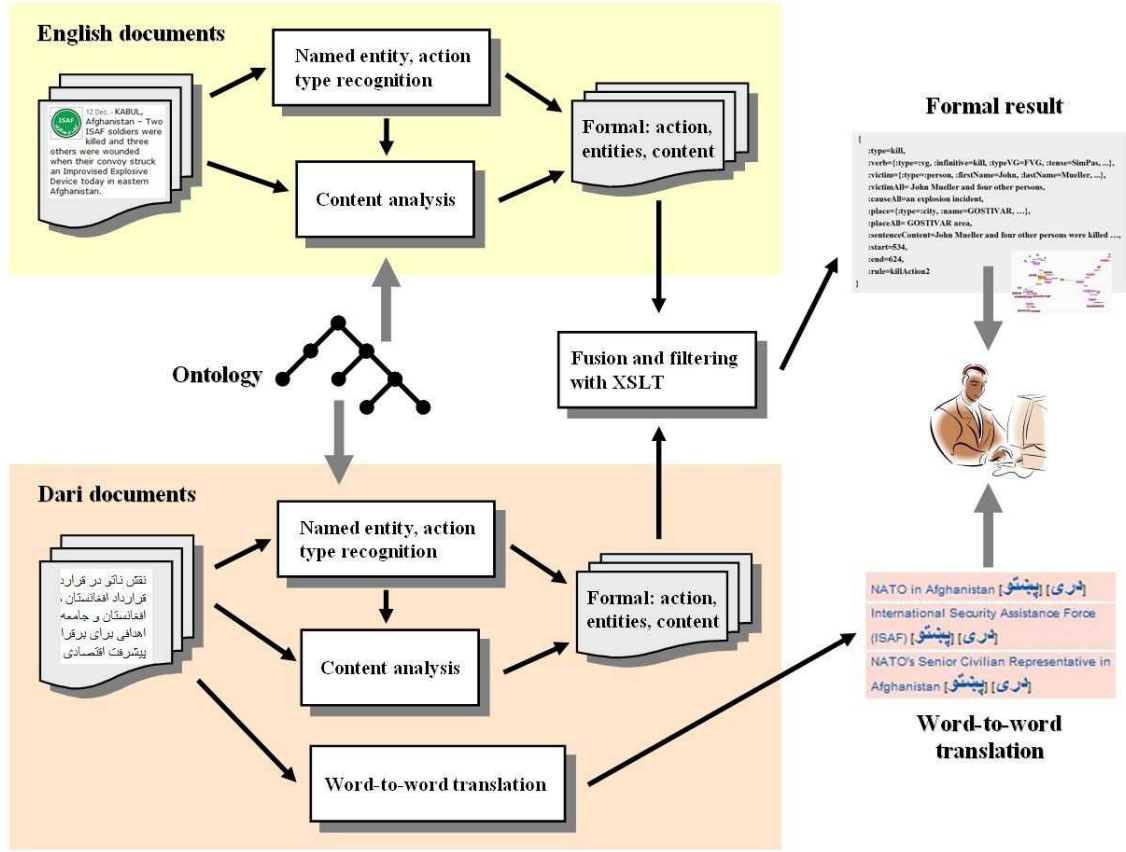 English documents
ISAF
12 Dec. - KABUL,
Afghanistan – Two
ISAF soldiers were
killed and three
others were wounded
when their convoy struck
an Improvised Explosive
Device today in eastern
Afghanistan.
Named entity, action
type recognition
Content analysis
Formal: action,
entities, content
Ontology
Fusion and filtering
with XSLT
Formal result
{
:type=kill,
:verb={:type=:vg, :infinitive=kill, :typeVG=FVG, :tense=SimPas, ...},
:victim={:type=:person, :firstName=John, :lastName=Mueller, ...},
:victimAll= John Mueller and four other persons,
:causeAll=an explosion incident,
:place={:type=:city, :name=GOSTIVAR, …},
:placeAll= GOSTIVAR area,
:sentenceContent=John Mueller and four other persons were killed …,
:start=534,
:end=624,
:rule=killAction2
}
Dari documents
نقش ناتو در قرارد
قرارداد افغانستان .
افغانستان و جامعه
اهدافی برای برقرا
پیشرفت اقتصادی
Named entity, action
type recognition
Content analysis
Formal: action,
entities, content
Word-to-word translation
NATO in Afghanistan [پښتو] [دری]
International Security Assistance Force
(ISAF) [پښتو] [دری]
NATO's Senior Civilian Representative in
Afghanistan [پښتو] [دری]
Word-to-word
translation